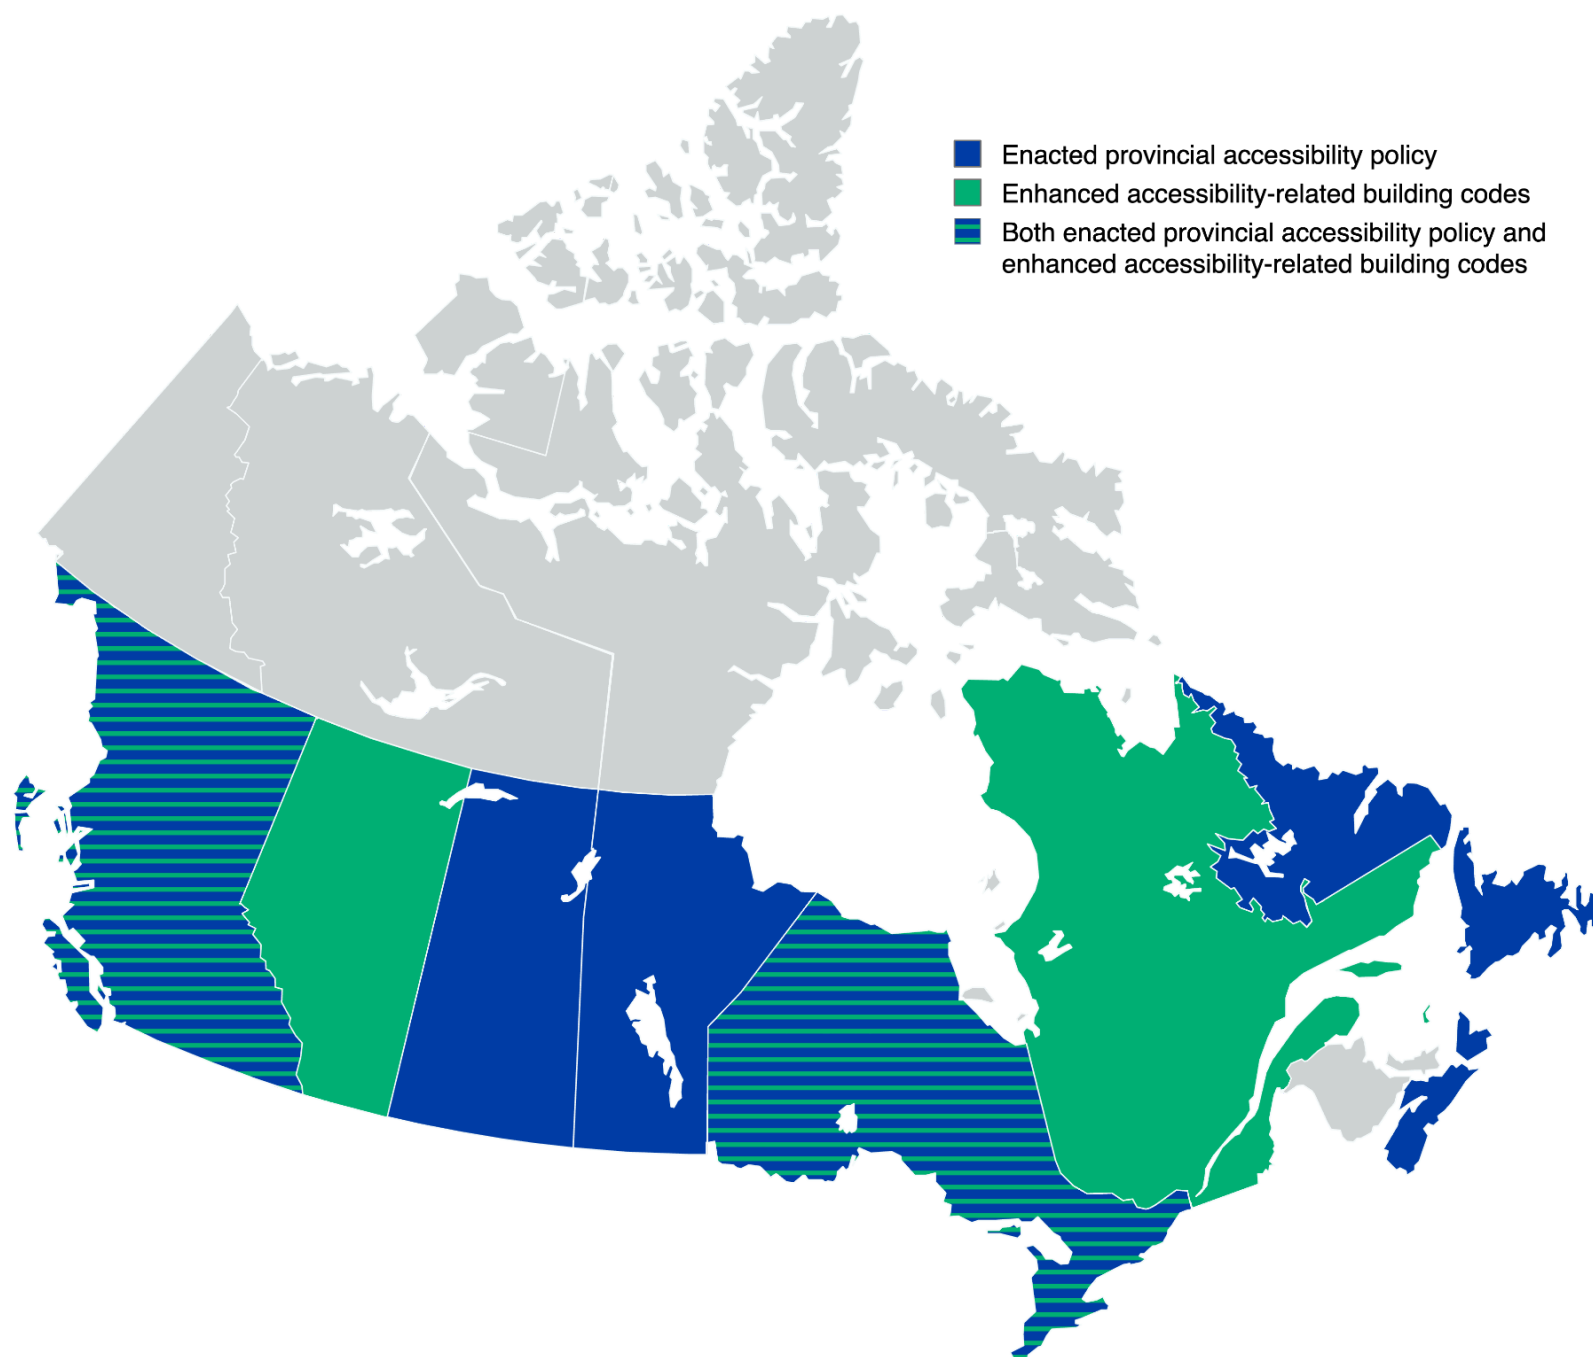 Enacted provincial accessibility policy
Enhanced accessibility-related building codes
Both enacted provincial accessibility policy and
enhanced accessibility-related building codes